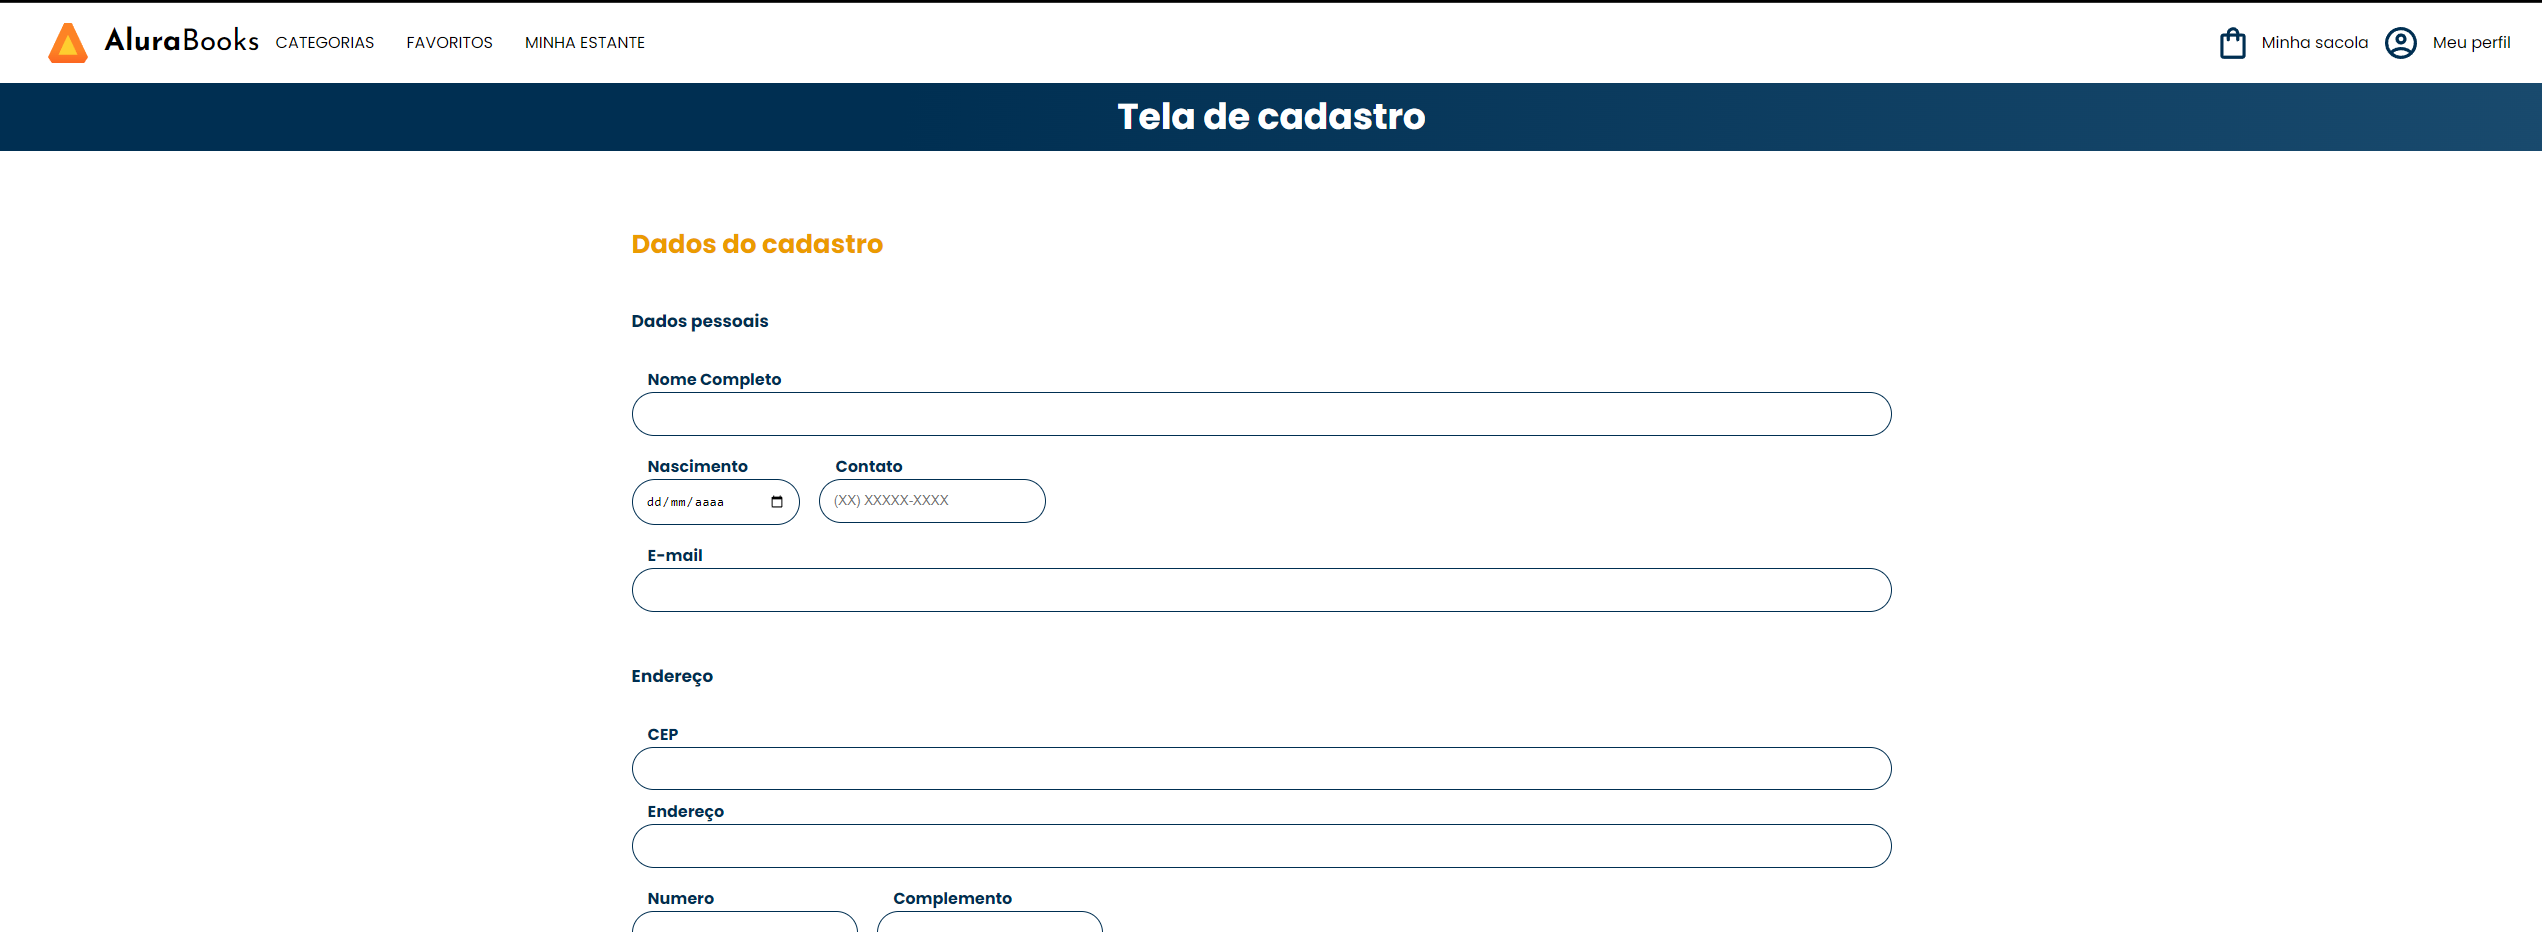 AluraBooks CATEGORIAS FAVORITOS MINHA ESTANTE Minha sacola Meu perfil
Tela de cadastro
Dados do cadastro
Dados pessoais
Nome Completo
Nascimento Contato
dd/mm/aaaa (XX) XXXXX-XXXX
E-mail
Endereço
CEP
Endereço
Numero Complemento